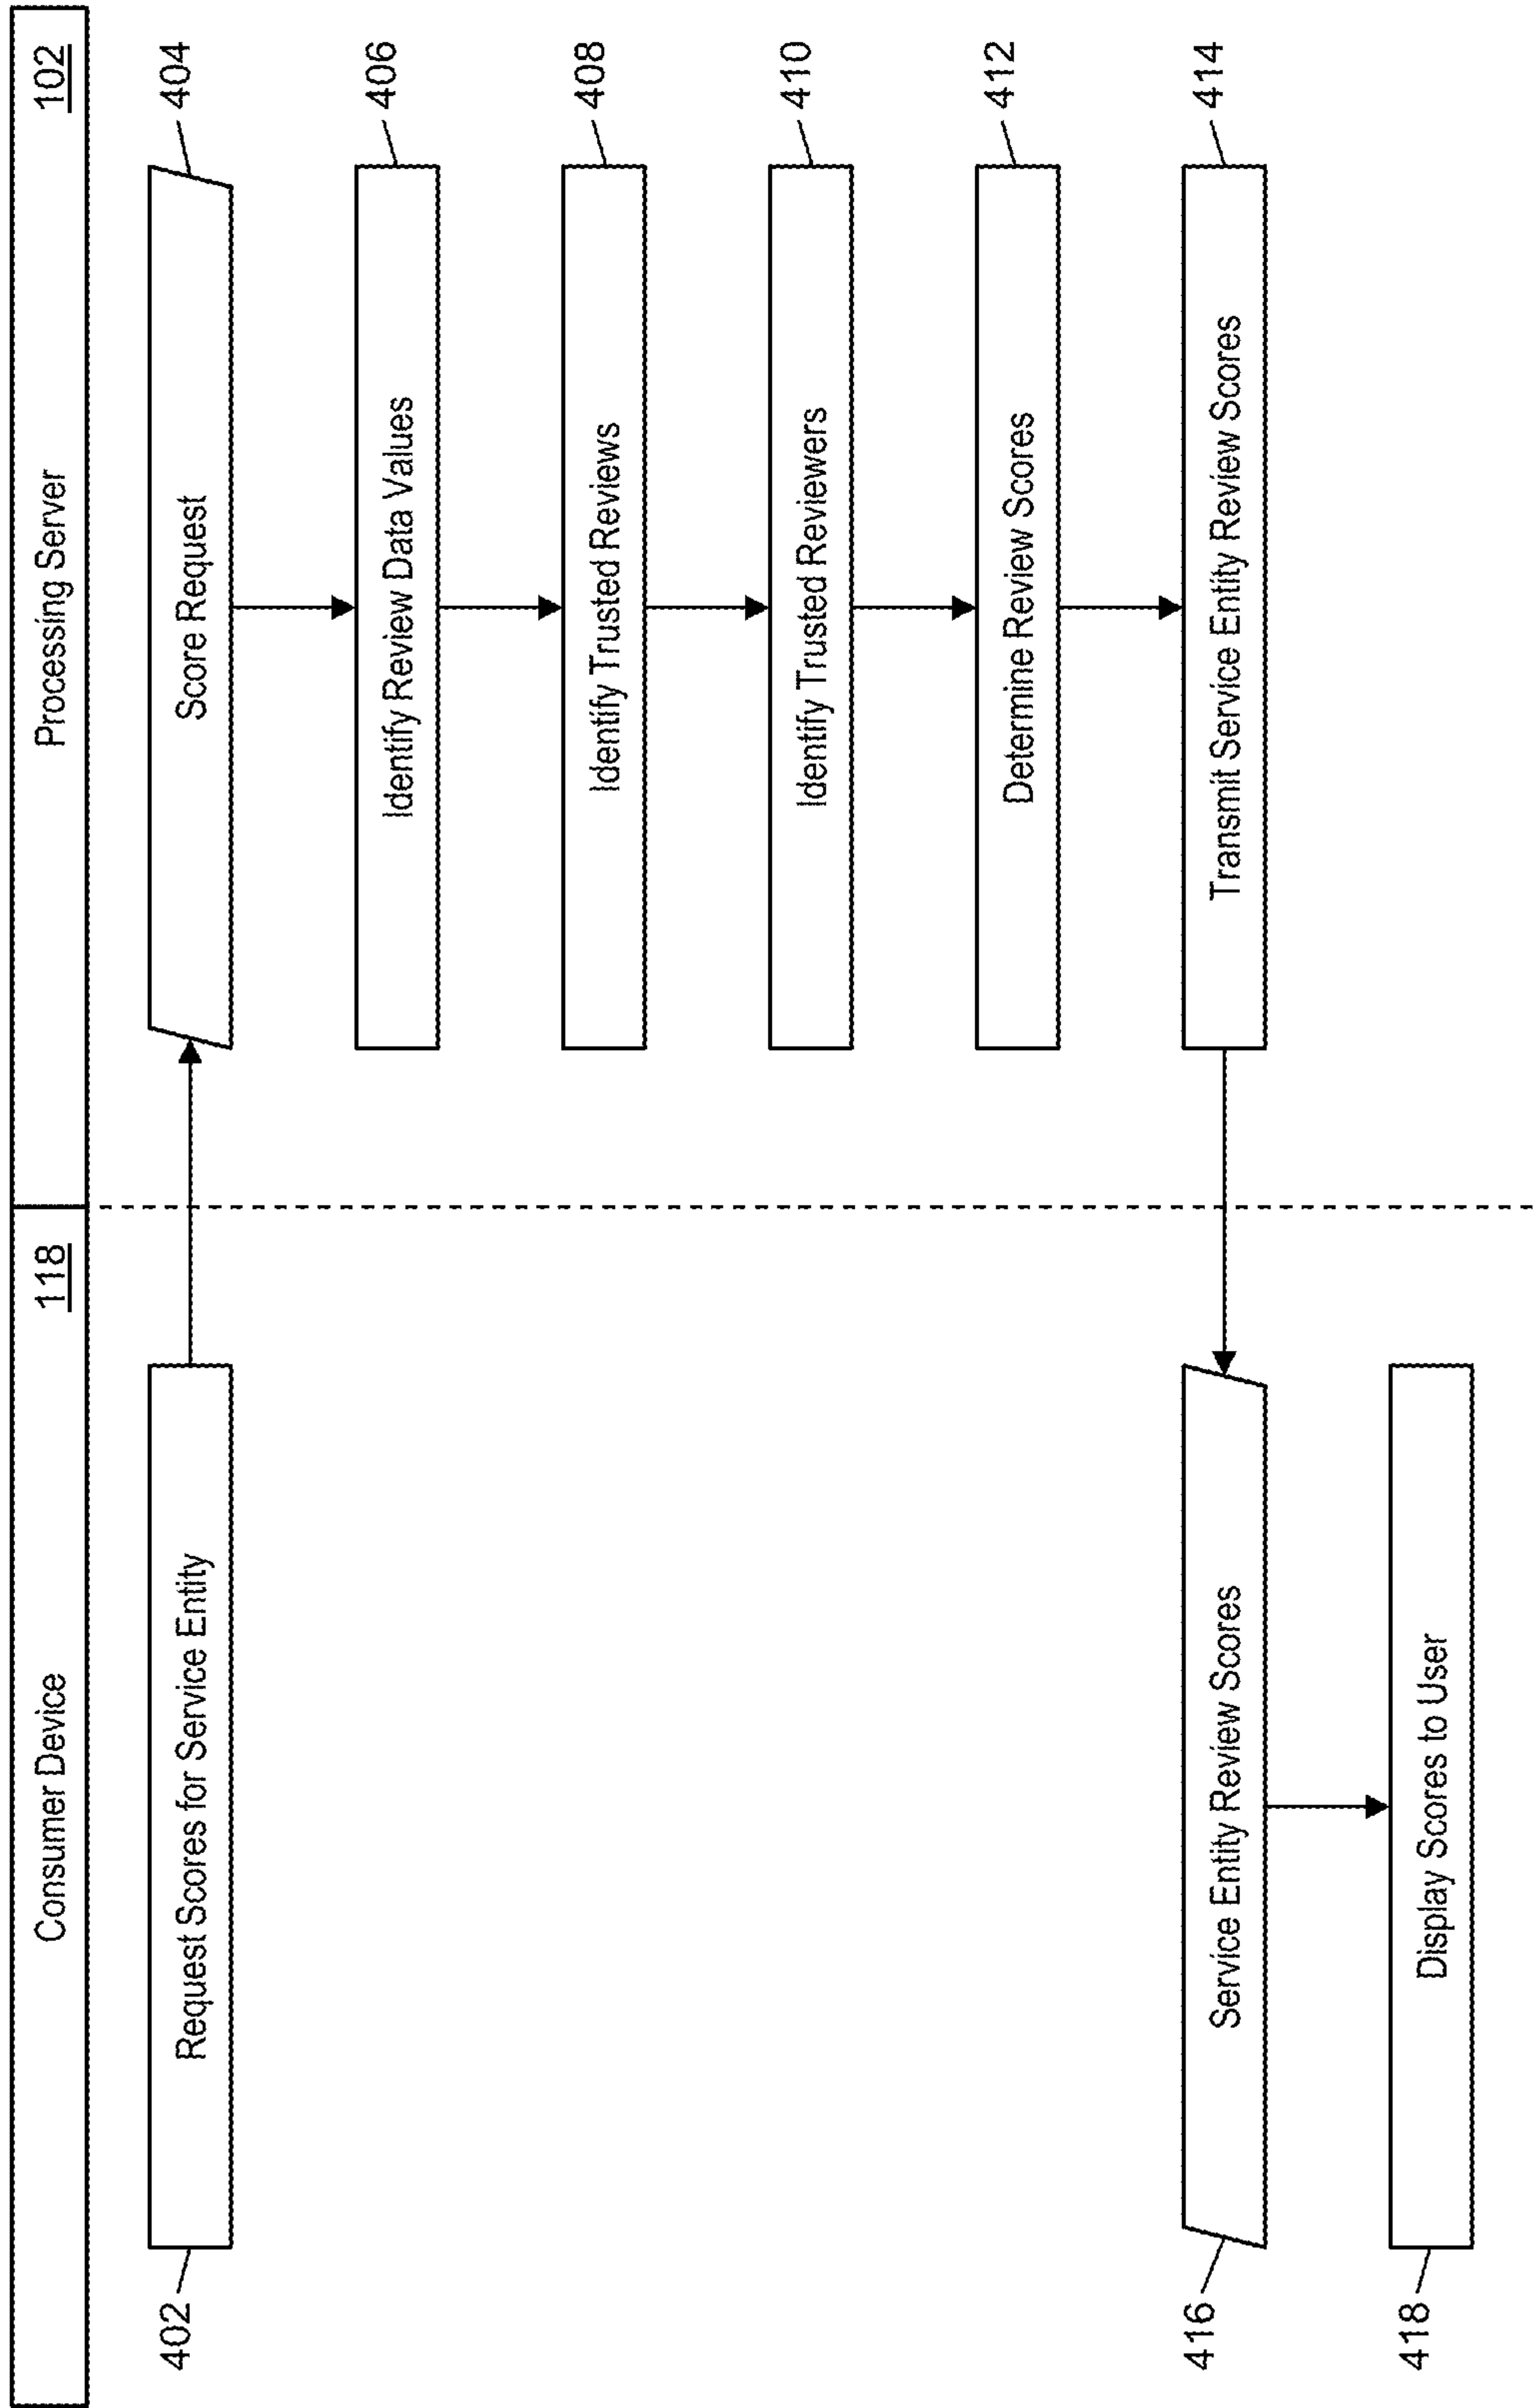 Consumer Device
118
Processing Server
102
402
Request Scores for Service Entity
Score Request
404
Identify Review Data Values
406
Identify Trusted Reviews
408
Identify Trusted Reviewers
410
Determine Review Scores
412
Transmit Service Entity Review Scores
414
416
Service Entity Review Scores
418
Display Scores to User